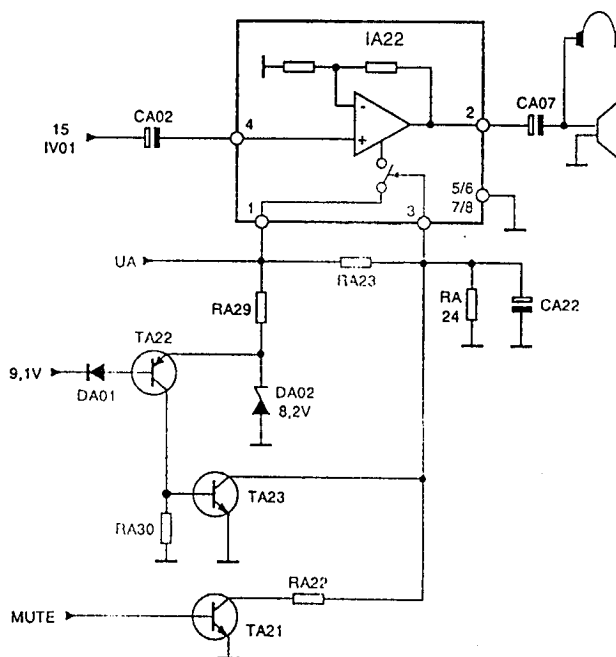 IA22
CA02
15
IV01
4
-
+
2
CA07
5/6
7/8
1
3
UA
RA23
RA29
RA
24
CA22
TA22
9,1V
DA01
DA02
8,2V
TA23
RA30
RA22
MUTE
TA21